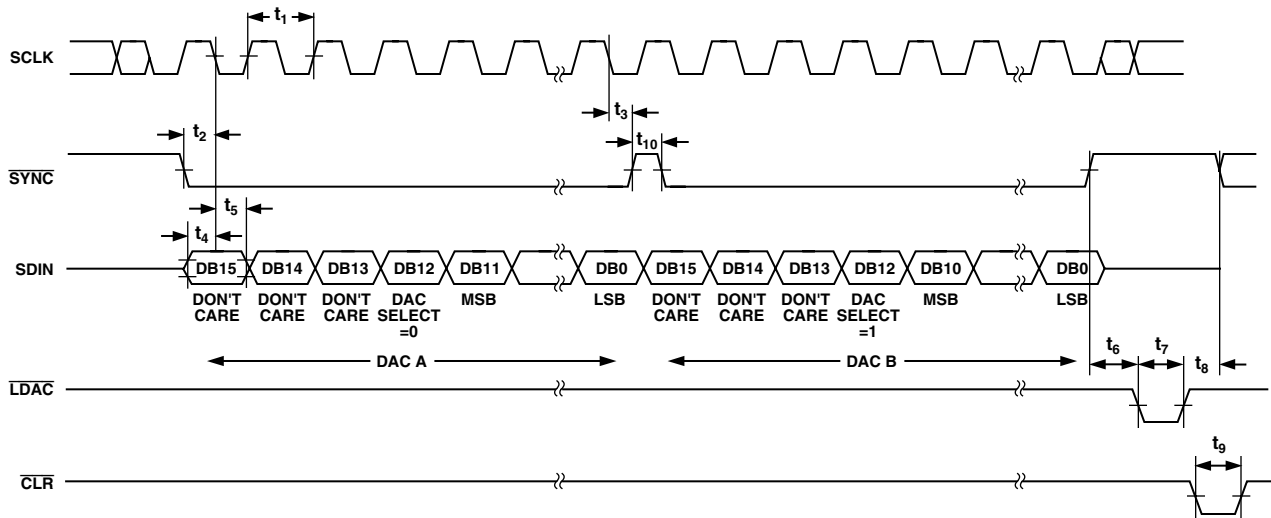 t1
SCLK
t3
t2
t10
SYNC
t5
t4
SDIN
DB15 DB14 DB13 DB12 DB11 DB0 DB15 DB14 DB13 DB12 DB10 DB0
DON'T CARE
DON'T CARE
DON'T CARE
DAC SELECT =0
MSB
LSB
DON'T CARE
DON'T CARE
DON'T CARE
DAC SELECT =1
MSB
LSB
DAC A
DAC B
t6
t7
t8
LDAC
t9
CLR